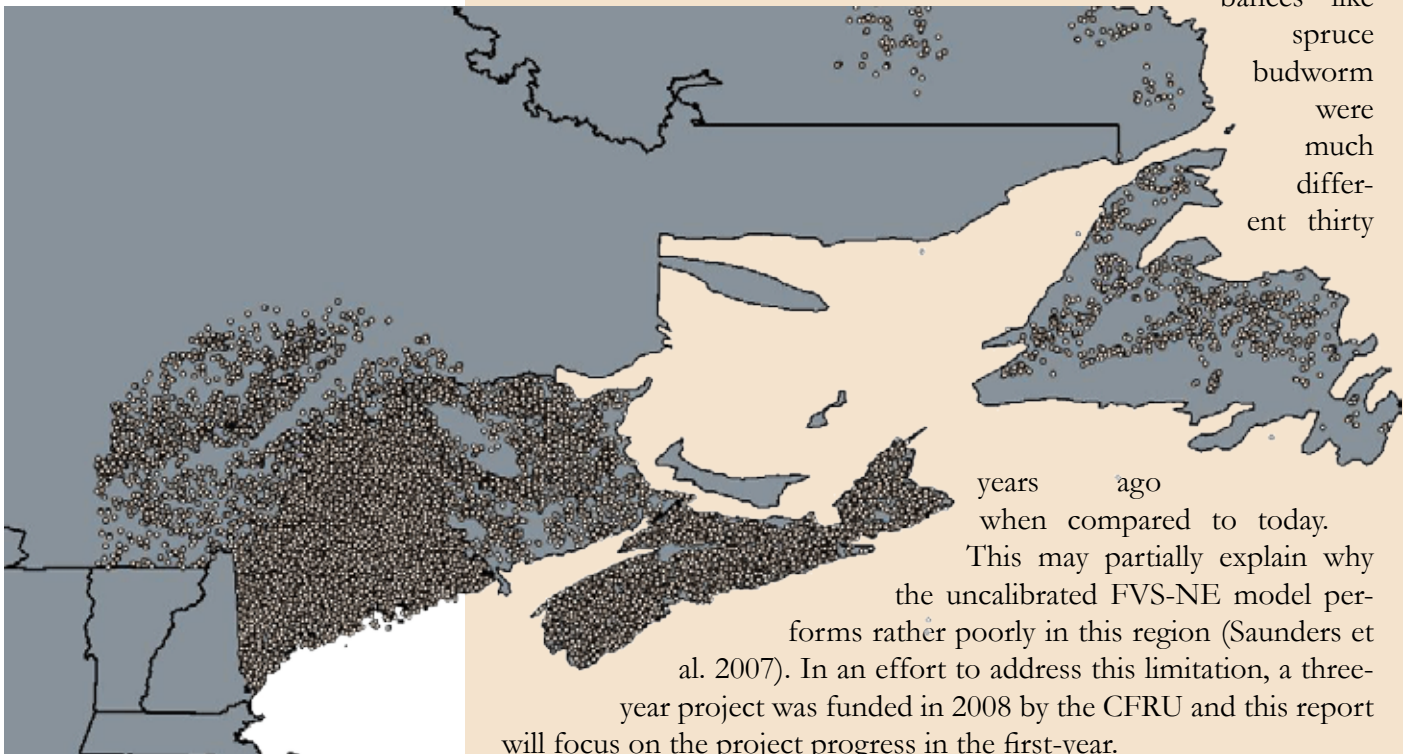 bances like
spruce
budworm
were
much
differ-
ent thirty
years ago
when compared to today.
This may partially explain why
the uncalibrated FVS-NE model per-
forms rather poorly in this region (Saunders et
al. 2007). In an effort to address this limitation, a three-
year project was funded in 2008 by the CFRU and this report
will focus on the project progress in the first-year.